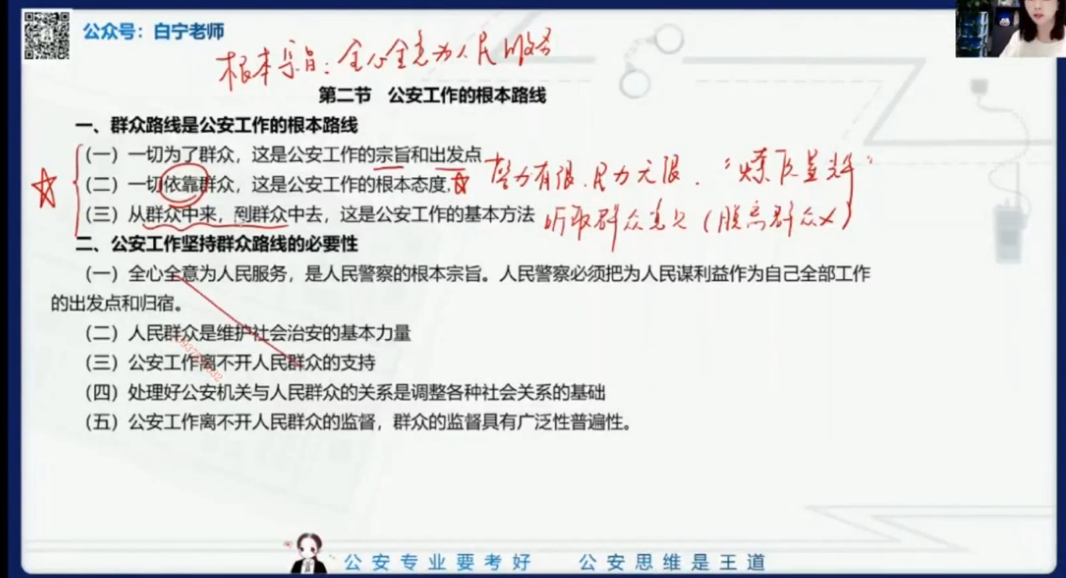 公众号：白宁老师
根本宗旨：全心全意为人民服务
第二节 公安工作的根本路线
一、群众路线是公安工作的根本路线
（一）一切为了群众，这是公安工作的宗旨和出发点
（二）一切依靠群众，这是公安工作的根本态度 警力有限，民力无限．
（三）从群众中来，到群众中去，这是公安工作的基本方法 听取群众意见（脱离群众×）
二、公安工作坚持群众路线的必要性
（一）全心全意为人民服务，是人民警察的根本宗旨。人民警察必须把为人民谋利益作为自己全部工作
的出发点和归宿。
（二）人民群众是维护社会治安的基本力量
（三）公安工作离不开人民群众的支持
（四）处理好公安机关与人民群众的关系是调整各种社会关系的基础
（五）公安工作离不开人民群众的监督，群众的监督具有广泛性普遍性。
公安专业要考好 公安思维是王道